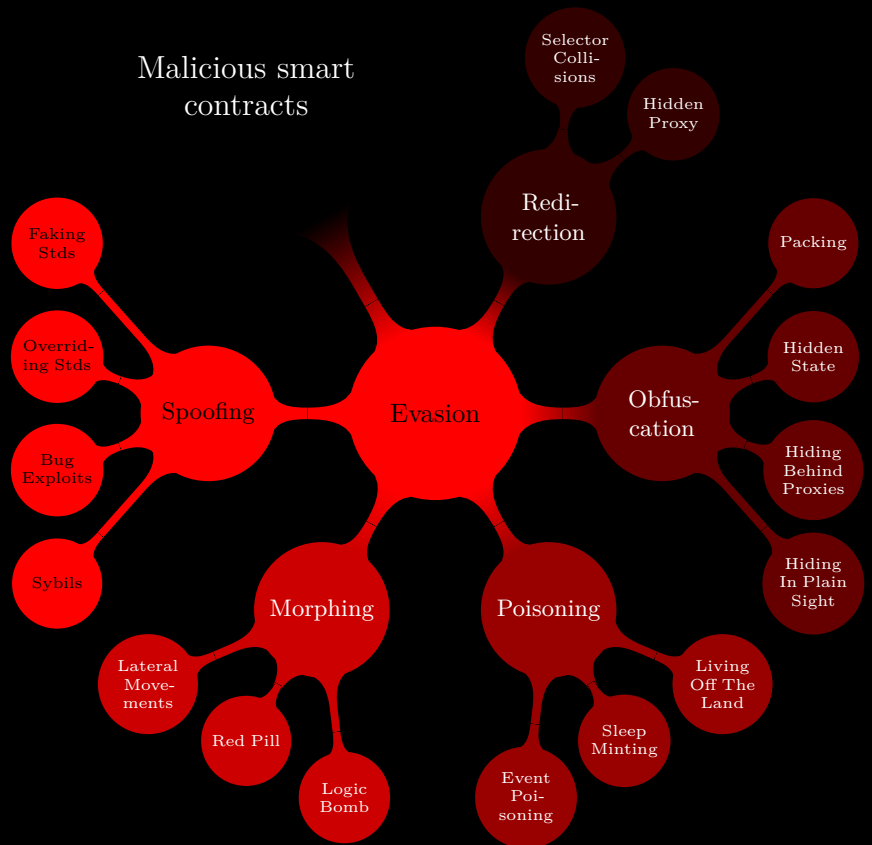 Malicious smart
contracts
Selector
Colli-
sions
Hidden
Proxy
Redi-
rection
Packing
Hidden
State
Obfus-
cation
Hiding
Behind
Proxies
Hiding
In Plain
Sight
Evasion
Faking
Stds
Overrid-
ing Stds
Spoofing
Bug
Exploits
Sybils
Morphing
Lateral
Move-
ments
Red Pill
Logic
Bomb
Poisoning
Living
Off The
Land
Sleep
Minting
Event
Poi-
soning